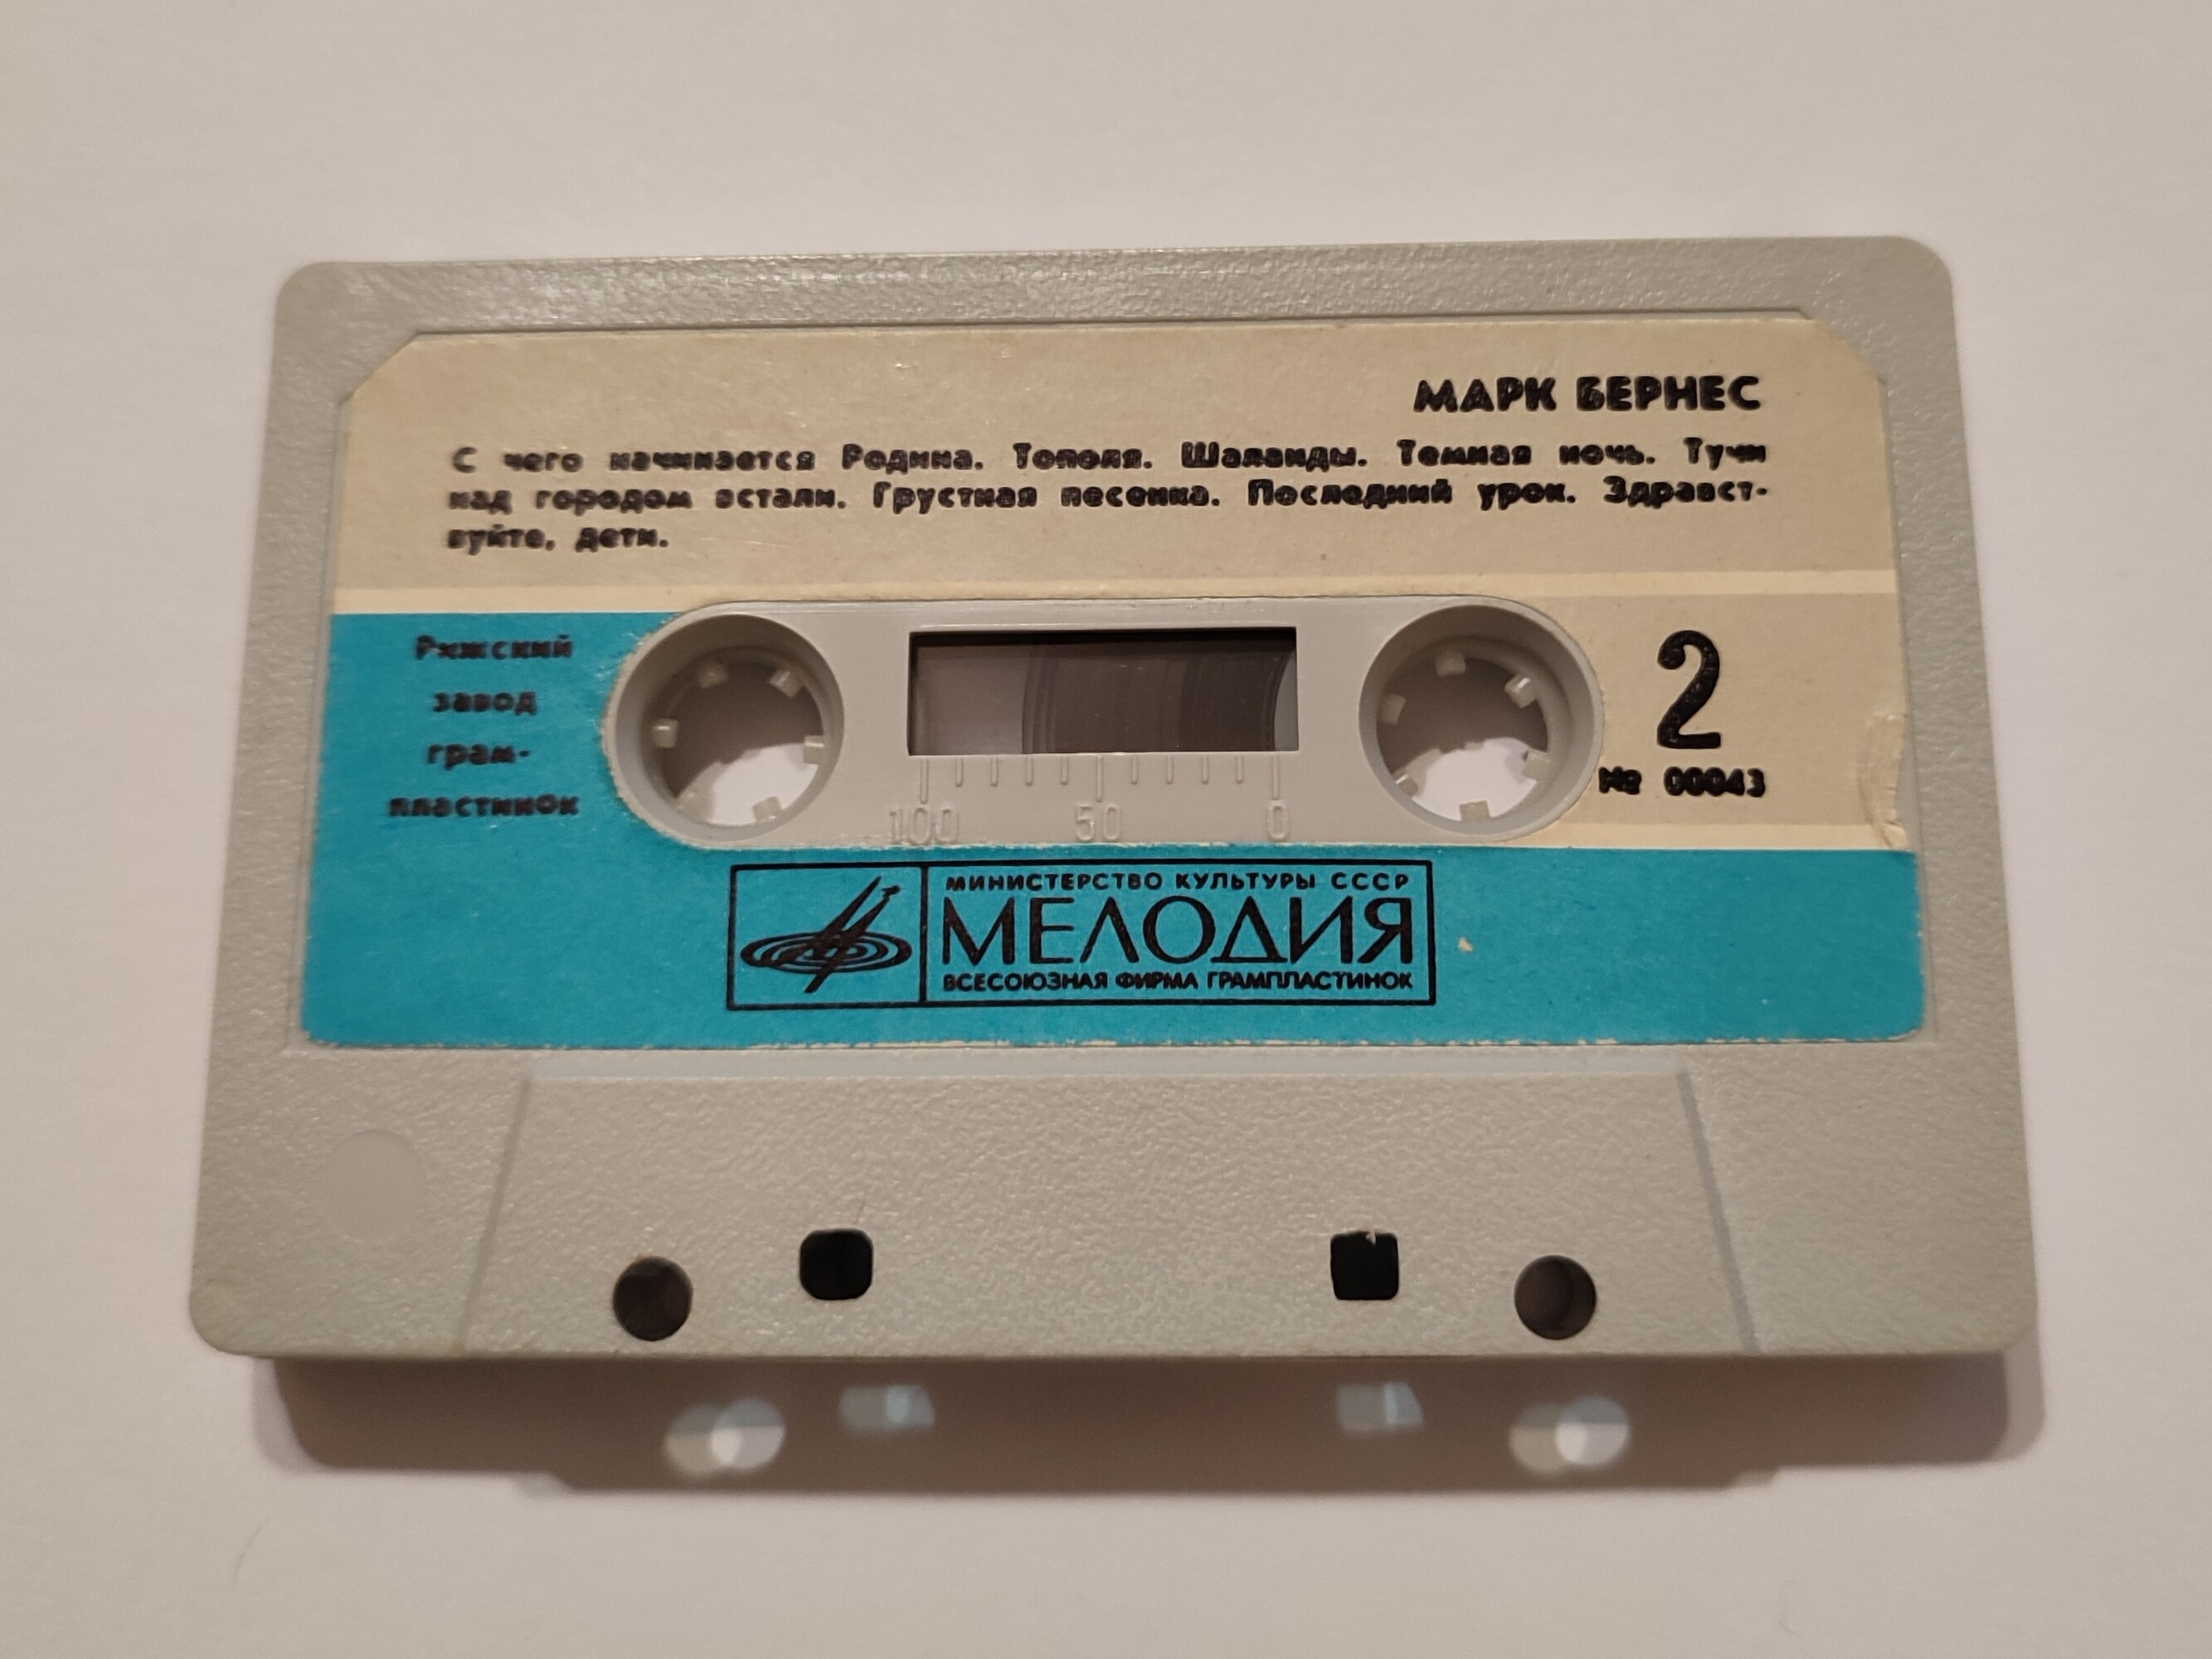 МАРК БЕРНЕС
С чего начинается Родина. Тополя. Шаланды. Темная ночь. Тучи
над городом встали. Грустная песенка. Последний урок. Здравст-
вуйте, дети.
Рижский
завод
грам-
пластинок
2
№ 00043
100 50 0
МИНИСТЕРСТВО КУЛЬТУРЫ СССР
МЕЛОДИЯ
ВСЕСОЮЗНАЯ ФИРМА ГРАМПЛАСТИНОК